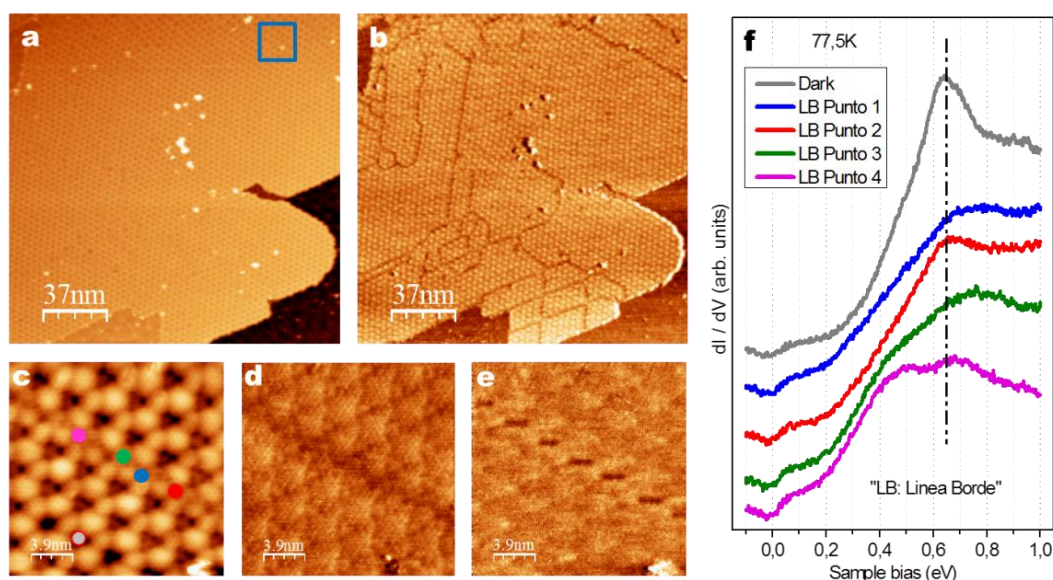 a
37nm
b
37nm
c
3.9nm
d
3.9nm
e
3.9nm
f
77,5K
Dark
LB Punto 1
LB Punto 2
LB Punto 3
LB Punto 4
"LB: Linea Borde"
dI / dV (arb. units)
0,0 0,2 0,4 0,6 0,8 1,0
Sample bias (eV)